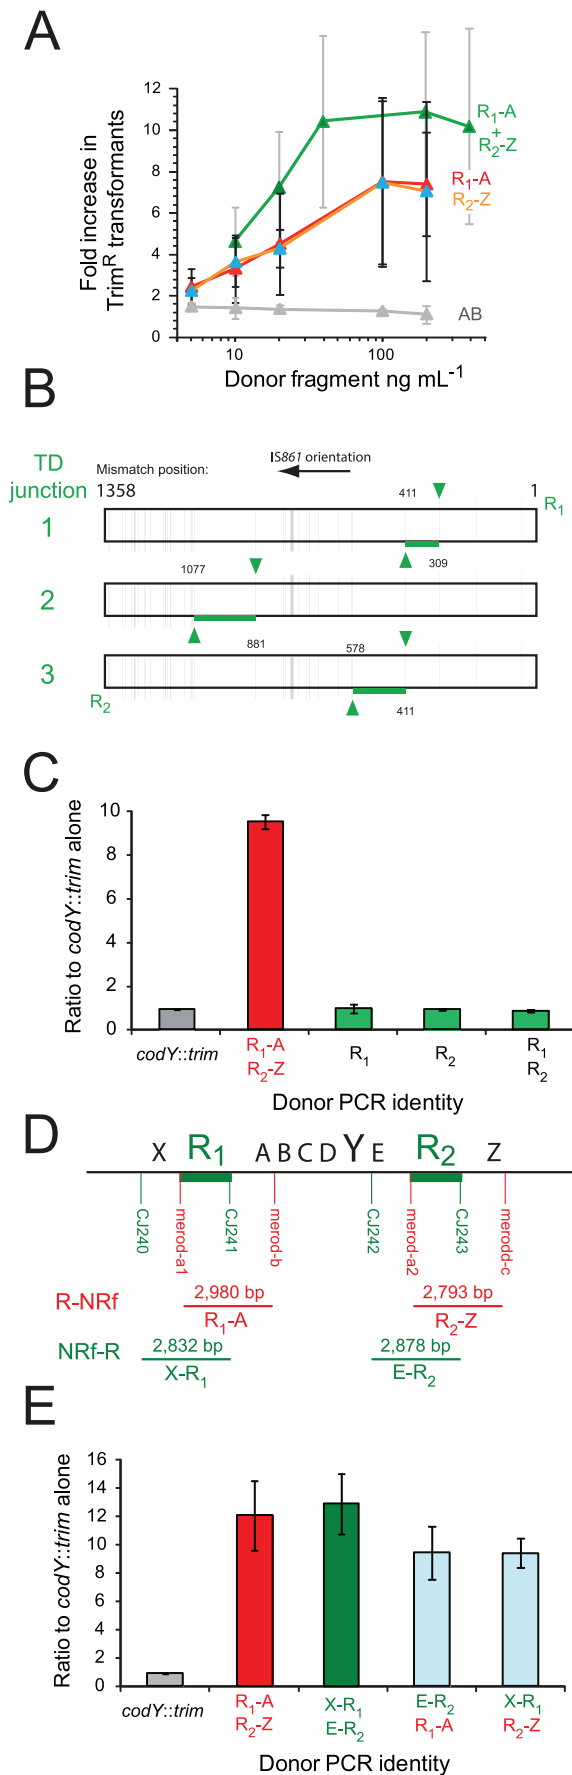 A
Fold increase in
Trim^R transformants
12
10
8
6
4
2
0
R1-A
+
R2-Z
R1-A
R2-Z
AB
10
100
Donor fragment ng mL^-1
B
TD
junction
Mismatch position:
IS861 orientation
1358
411
1
R1
1
309
1077
2
881
578
3
R2
411
C
Ratio to codY::trim alone
10
8
6
4
2
0
codY::trim
R1-A
R2-Z
R1
R2
R1
R2
Donor PCR identity
D
X R1 A B C D Y E R2 Z
CJ240
merod-a1
CJ241
merod-b
CJ242
merod-a2
CJ243
merodd-c
R-NRf
2,980 bp
R1-A
2,793 bp
R2-Z
NRf-R
2,832 bp
X-R1
2,878 bp
E-R2
E
Ratio to codY::trim alone
16
14
12
10
8
6
4
2
0
codY::trim
R1-A
R2-Z
X-R1
E-R2
E-R2
R1-A
X-R1
R2-Z
Donor PCR identity